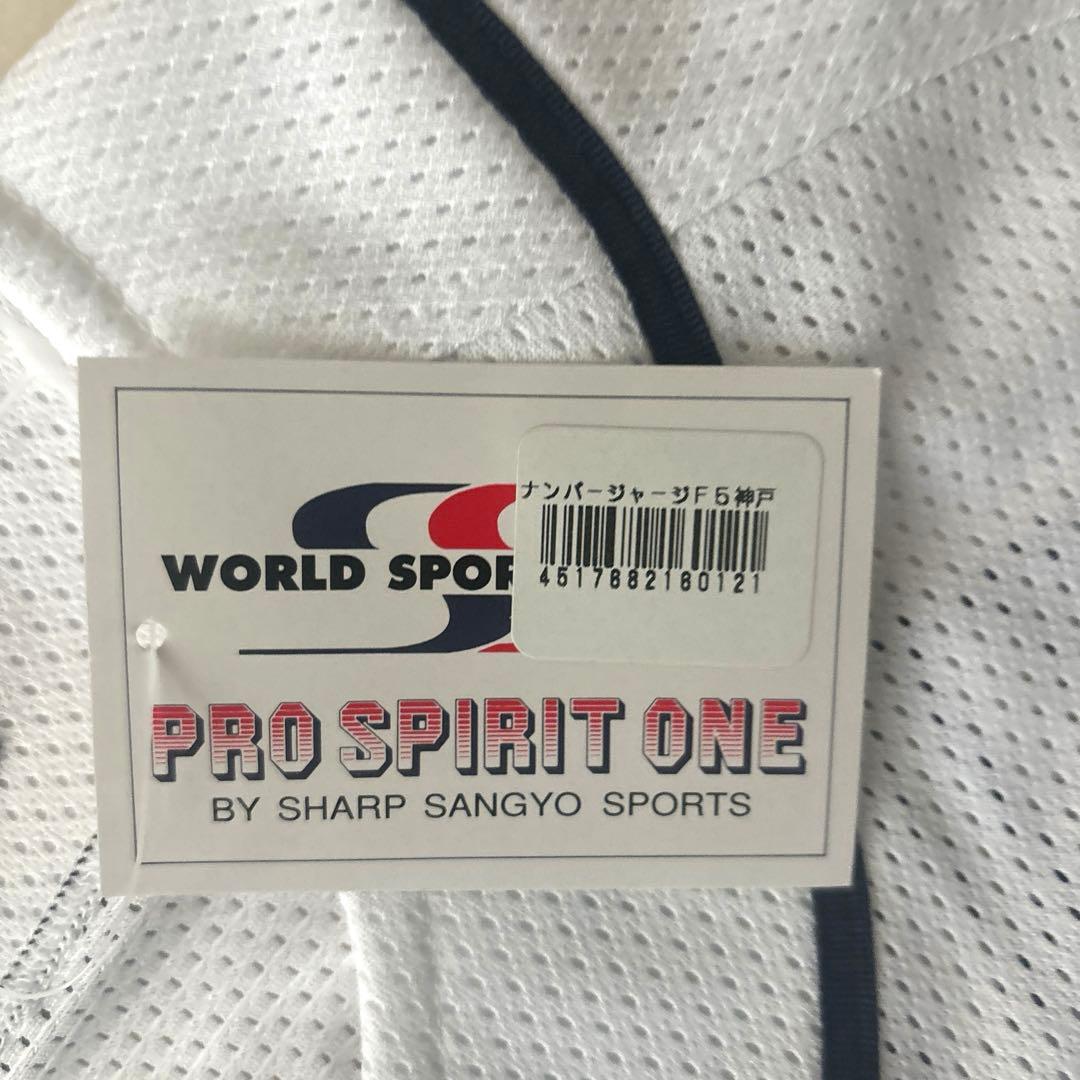 ナンバージャージF5神戸
4517682180121
WORLD SPOR
PRO SPIRIT ONE
BY SHARP SANGYO SPORTS